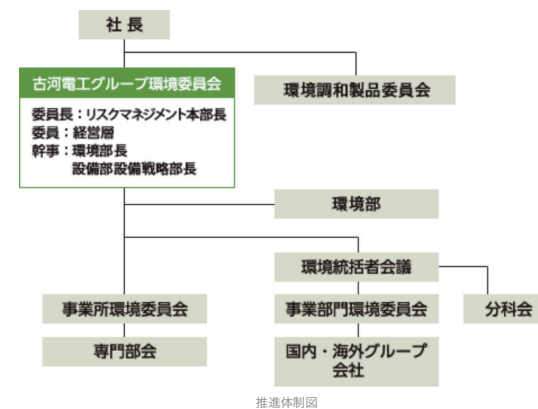 社 長
古河電工グループ環境委員会
環境調和製品委員会
委員長：リスクマネジメント本部長
委員：経営層
幹事：環境部長
設備部設備戦略部長
環境部
環境統括者会議
事業所環境委員会
事業部門環境委員会
分科会
専門部会
国内・海外グループ
会社
推進体制図